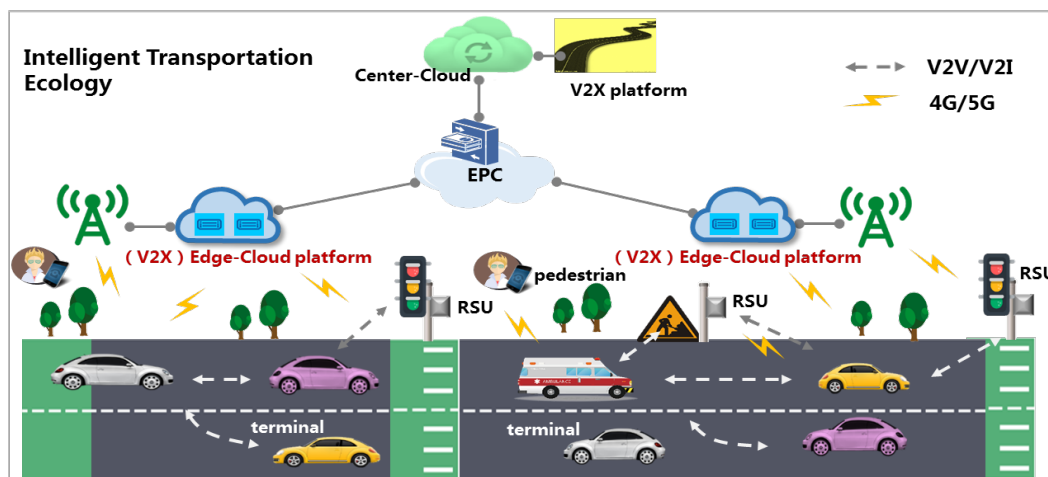 Intelligent Transportation
Ecology
Center-Cloud
V2X platform
V2V/V2I
4G/5G
EPC
（V2X）Edge-Cloud platform
（V2X）Edge-Cloud platform
pedestrian
RSU
RSU
RSU
AMBULANCE
terminal
terminal